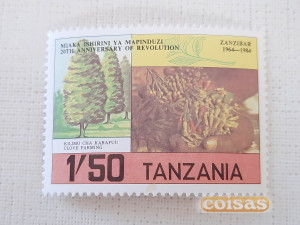 MIAKA ISHIRINI YA MAPINDUZI
20TH ANNIVERSARY OF REVOLUTION
ZANZIBAR
1964-1984
KILIMO CHA KARAFUU
CLOVE FARMING
1/50 TANZANIA
coisas